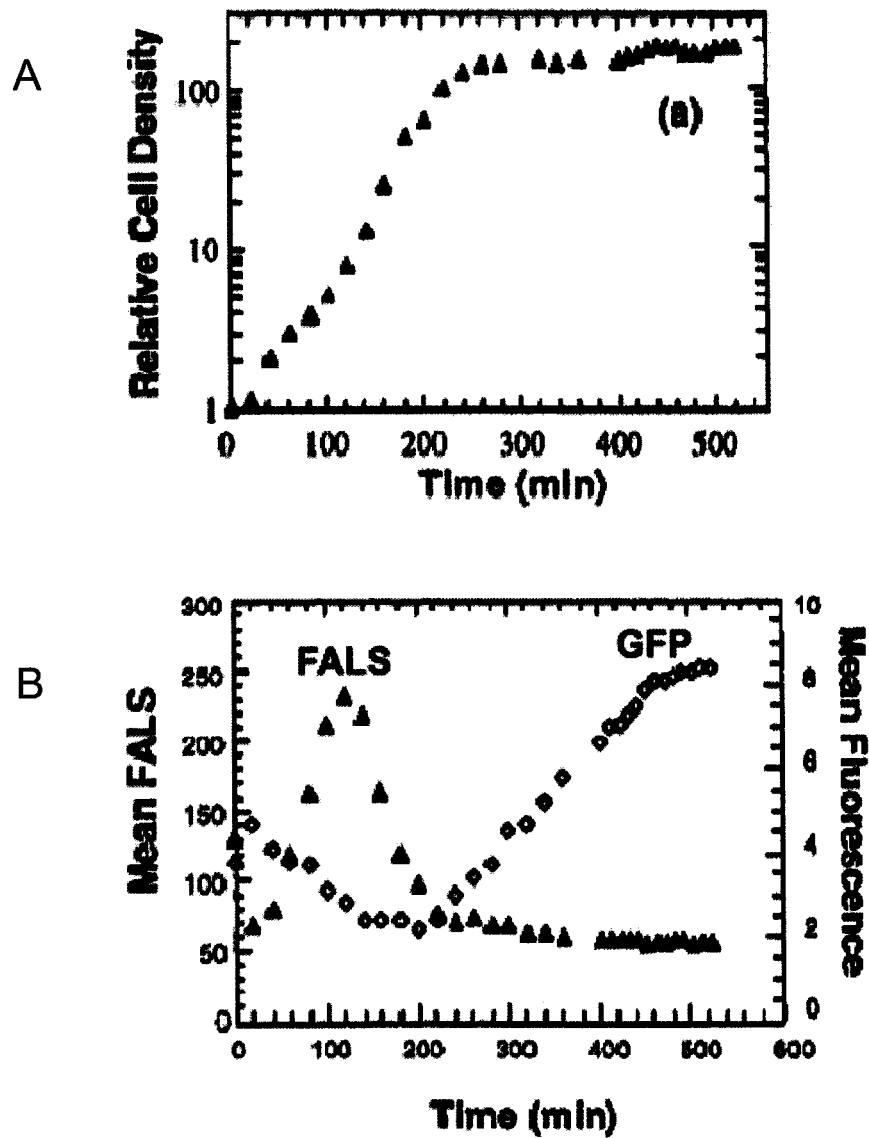 A
Relative Cell Density
100
10
1
(a)
0 100 200 300 400 500
Time (min)
B
Mean FALS
300
250
200
150
100
50
0
FALS
GFP
10
8
6
4
2
0
Mean Fluorescence
0 100 200 300 400 500 600
Time (min)